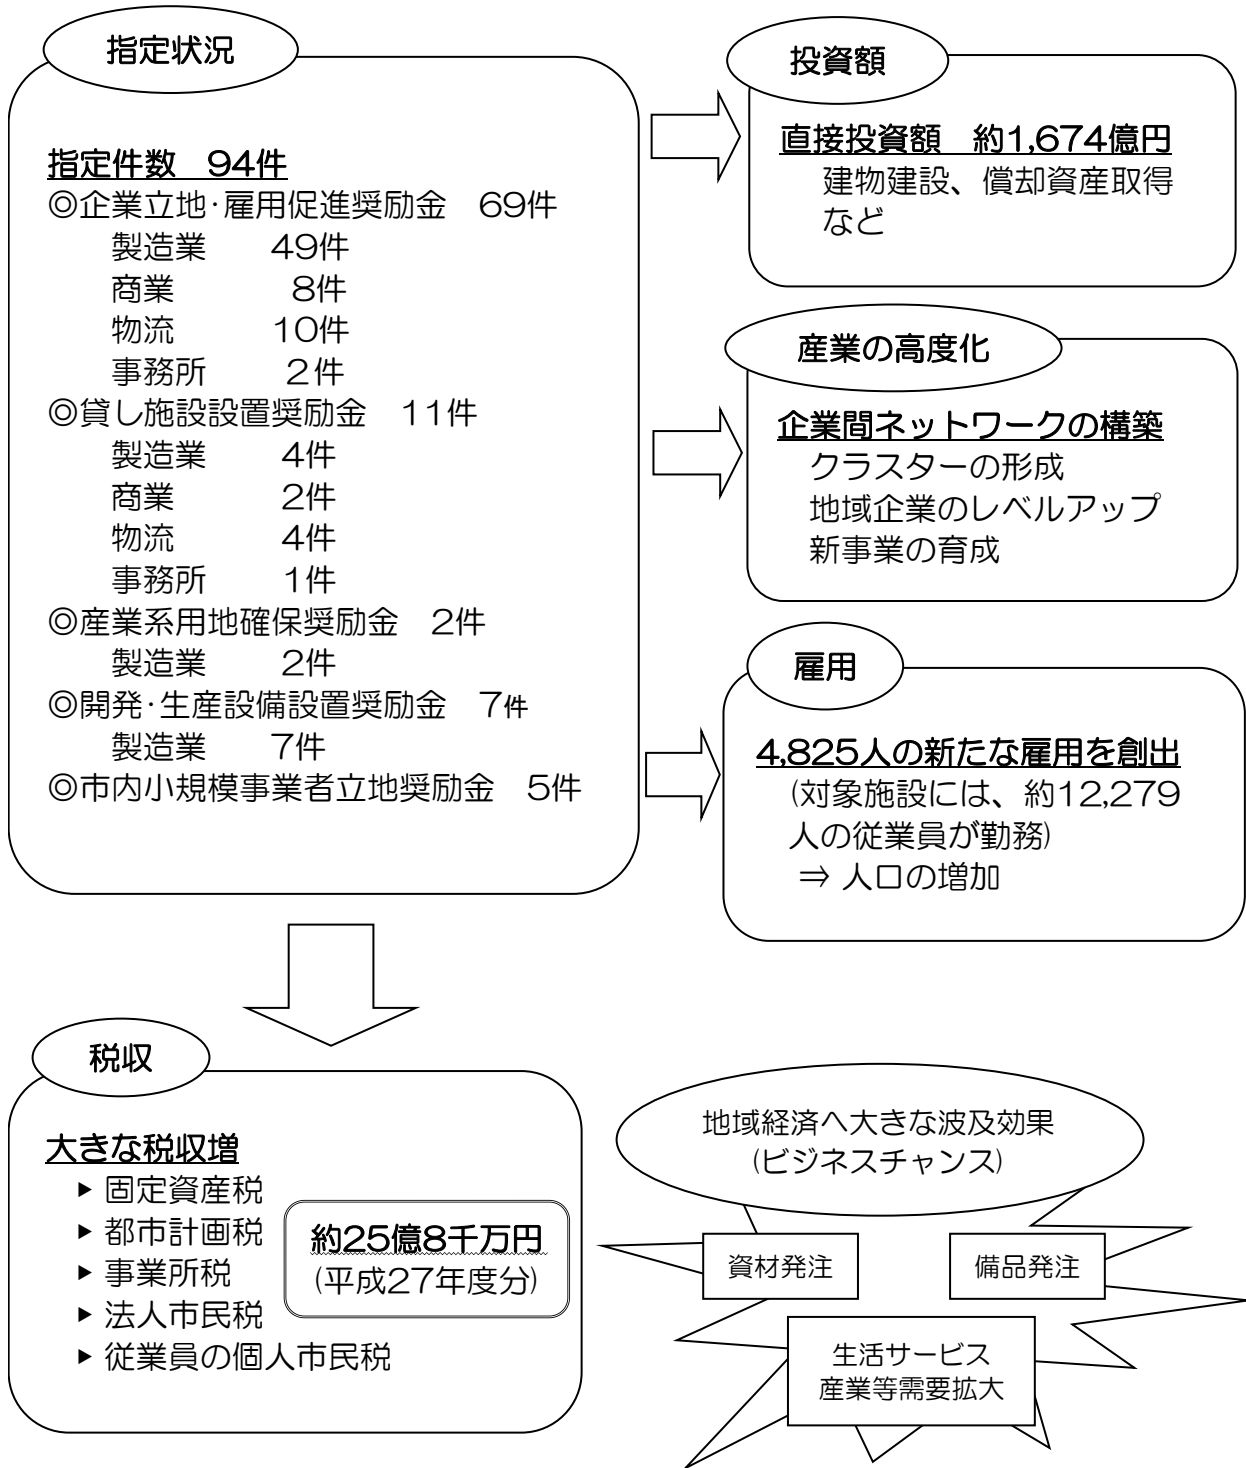 指定状況
指定件数　94件
◎企業立地･雇用促進奨励金　69件
製造業　49件
商業　8件
物流　10件
事務所　2件
◎貸し施設設置奨励金　11件
製造業　4件
商業　2件
物流　4件
事務所　1件
◎産業系用地確保奨励金　2件
製造業　2件
◎開発･生産設備設置奨励金　7件
製造業　7件
◎市内小規模事業者立地奨励金　5件
投資額
直接投資額　約1,674億円
建物建設、償却資産取得
など
産業の高度化
企業間ネットワークの構築
クラスターの形成
地域企業のレベルアップ
新事業の育成
雇用
4,825人の新たな雇用を創出
(対象施設には、約12,279
人の従業員が勤務)
⇒ 人口の増加
税収
大きな税収増
▶ 固定資産税
▶ 都市計画税
▶ 事業所税
▶ 法人市民税
▶ 従業員の個人市民税
約25億8千万円
(平成27年度分)
地域経済へ大きな波及効果
(ビジネスチャンス)
資材発注
備品発注
生活サービス
産業等需要拡大